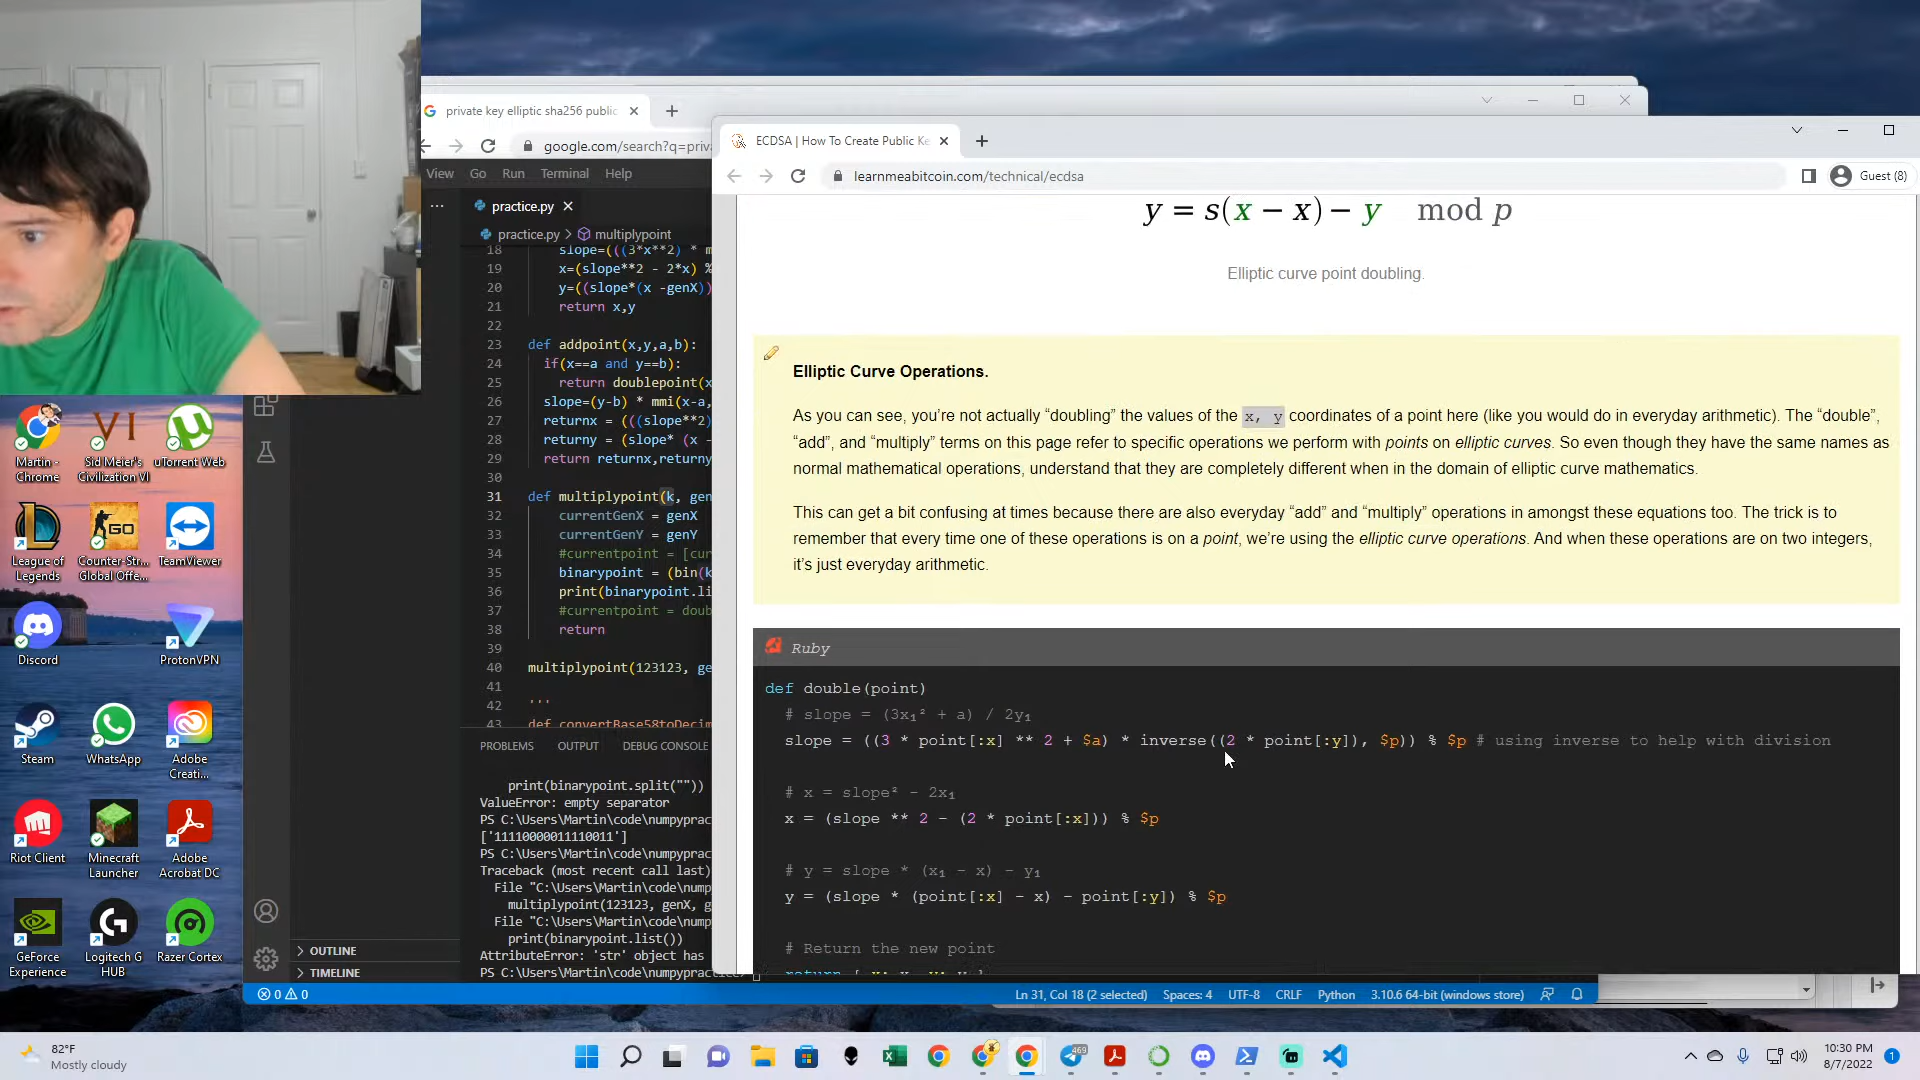 private key elliptic sha256 public
google.com/search?q=priv
View Go Run Terminal Help
practice.py
practice.py > multiplypoint
18 slope=(((3*x**2) * m
19 x=(slope**2 - 2*x) %
20 y=((slope*(x -genX))
21 return x,y
22
23 def addpoint(x,y,a,b):
24 if(x==a and y==b):
25 return doublepoint(x
26 slope=(y-b) * mmi(x-a,
27 returnx = (((slope**2)
28 returny = (slope* (x -
29 return returnx,returny
30
31 def multiplypoint(k, gen
32 currentGenX = genX
33 currentGenY = genY
34 #currentpoint = [cur
35 binarypoint = (bin(k
36 print(binarypoint.li
37 #currentpoint = doub
38 return
39
40 multiplypoint(123123, ge
41
42 '''
43 def convertBase58toDecim
PROBLEMS OUTPUT DEBUG CONSOLE
print(binarypoint.split(""))
ValueError: empty separator
PS C:\Users\Martin\code\numpyprac
['11110000011110011']
PS C:\Users\Martin\code\numpyprac
Traceback (most recent call last)
File "C:\Users\Martin\code\nump
multiplypoint(123123, genX, g
File "C:\Users\Martin\code\nump
print(binarypoint.list())
AttributeError: 'str' object has
PS C:\Users\Martin\code\numpypractice>
OUTLINE
TIMELINE
0 0
Ln 31, Col 18 (2 selected) Spaces: 4 UTF-8 CRLF Python 3.10.6 64-bit (windows store)
ECDSA | How To Create Public Ke
learnmeabitcoin.com/technical/ecdsa
Guest (8)
y = s(x − x) − y mod p
Elliptic curve point doubling.
Elliptic Curve Operations.
As you can see, you’re not actually “doubling” the values of the x, y coordinates of a point here (like you would do in everyday arithmetic). The “double”,
“add”, and “multiply” terms on this page refer to specific operations we perform with points on elliptic curves. So even though they have the same names as
normal mathematical operations, understand that they are completely different when in the domain of elliptic curve mathematics.
This can get a bit confusing at times because there are also everyday “add” and “multiply” operations in amongst these equations too. The trick is to
remember that every time one of these operations is on a point, we’re using the elliptic curve operations. And when these operations are on two integers,
it’s just everyday arithmetic.
Ruby
def double(point)
# slope = (3x₁² + a) / 2y₁
slope = ((3 * point[:x] ** 2 + $a) * inverse((2 * point[:y]), $p)) % $p # using inverse to help with division
# x = slope² - 2x₁
x = (slope ** 2 - (2 * point[:x])) % $p
# y = slope * (x₁ - x) - y₁
y = (slope * (point[:x] - x) - point[:y]) % $p
# Return the new point
Martin - Chrome
Sid Meier's Civilization VI
uTorrent Web
League of Legends
Counter-Str... Global Offe...
TeamViewer
Discord
ProtonVPN
Steam
WhatsApp
Adobe Creati...
Riot Client
Minecraft Launcher
Adobe Acrobat DC
GeForce Experience
Logitech G HUB
Razer Cortex
82°F
Mostly cloudy
469
10:30 PM
8/7/2022
1